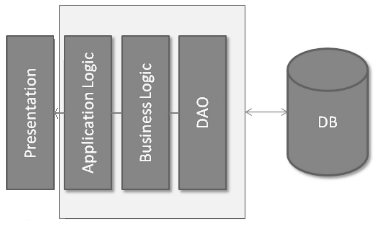 Presentation
Application Logic
Business Logic
DAO
DB